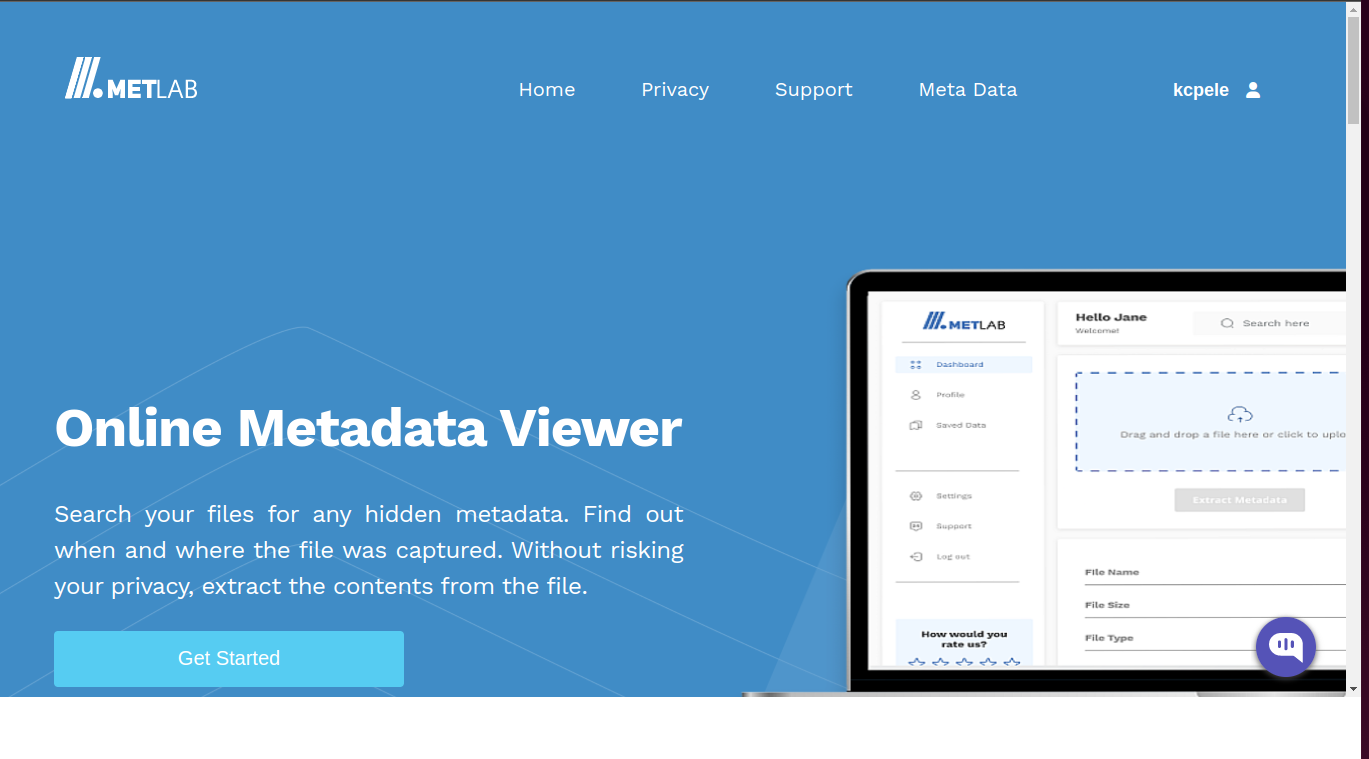 METLAB
Home
Privacy
Support
Meta Data
kcpele
Online Metadata Viewer
Search your files for any hidden metadata. Find out
when and where the file was captured. Without risking
your privacy, extract the contents from the file.
Get Started
METLAB
Dashboard
Profile
Saved Data
Settings
Support
Log out
How would you
rate us?
Hello Jane
Welcome!
Search here
Drag and drop a file here or click to uplo
Extract Metadata
File Name
File Size
File Type